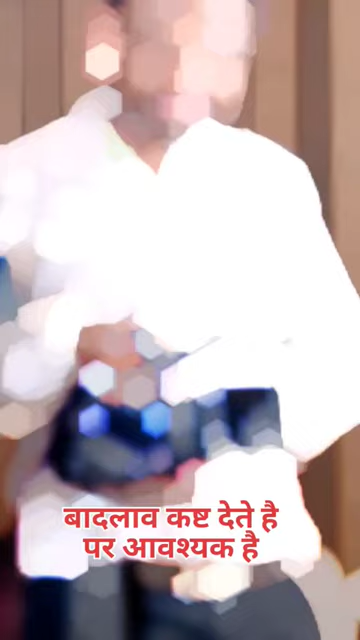 बादलाव कष्ट देते है
पर आवश्यक है